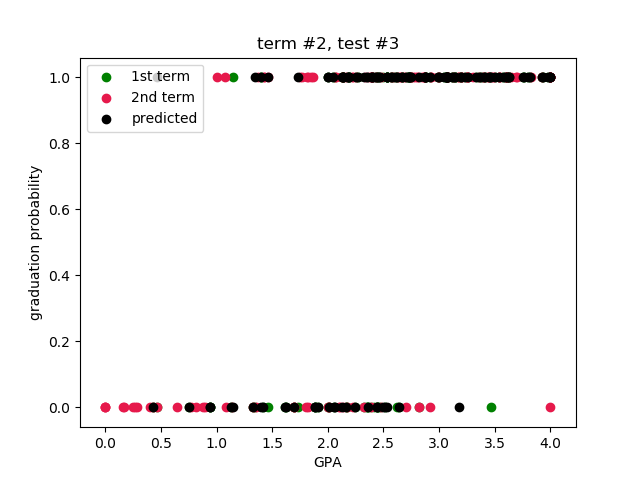 term #2, test #3
1st term
2nd term
predicted
graduation probability
1.0
0.8
0.6
0.4
0.2
0.0
0.0 0.5 1.0 1.5 2.0 2.5 3.0 3.5 4.0
GPA